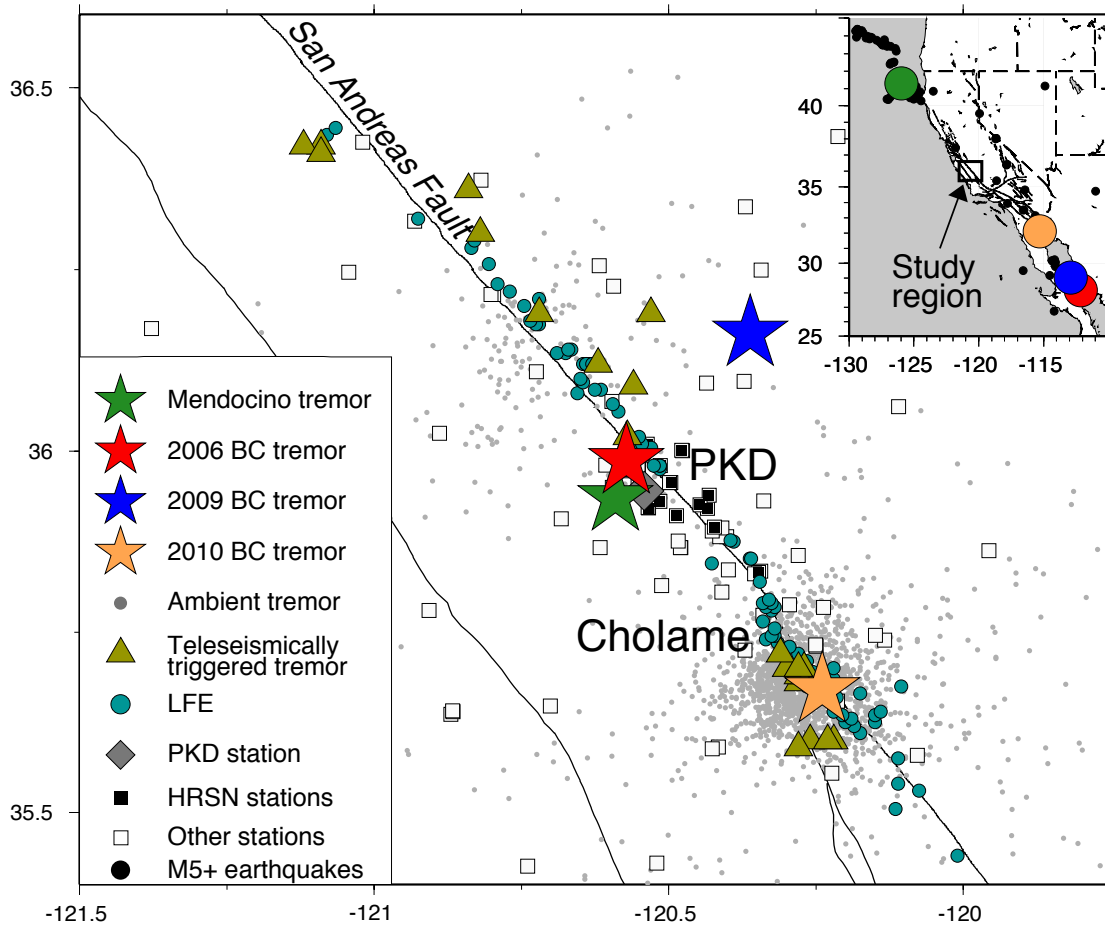 36.5
36
35.5
-121.5
-121
-120.5
-120
San Andreas Fault
PKD
Cholame
Mendocino tremor
2006 BC tremor
2009 BC tremor
2010 BC tremor
Ambient tremor
Teleseismically
triggered tremor
LFE
PKD station
HRSN stations
Other stations
M5+ earthquakes
40
35
30
25
-130
-125
-120
-115
Study
region